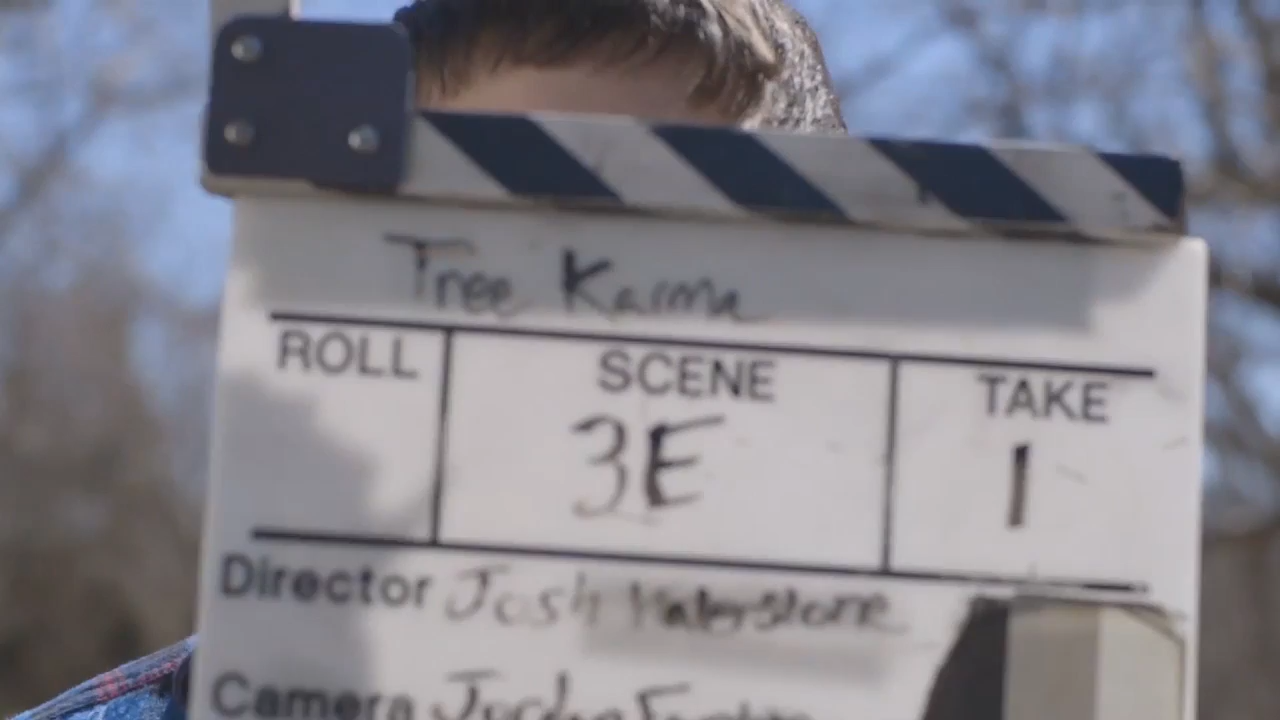 Tree Karma
ROLL SCENE TAKE
3E 1
Director Josh
Camera